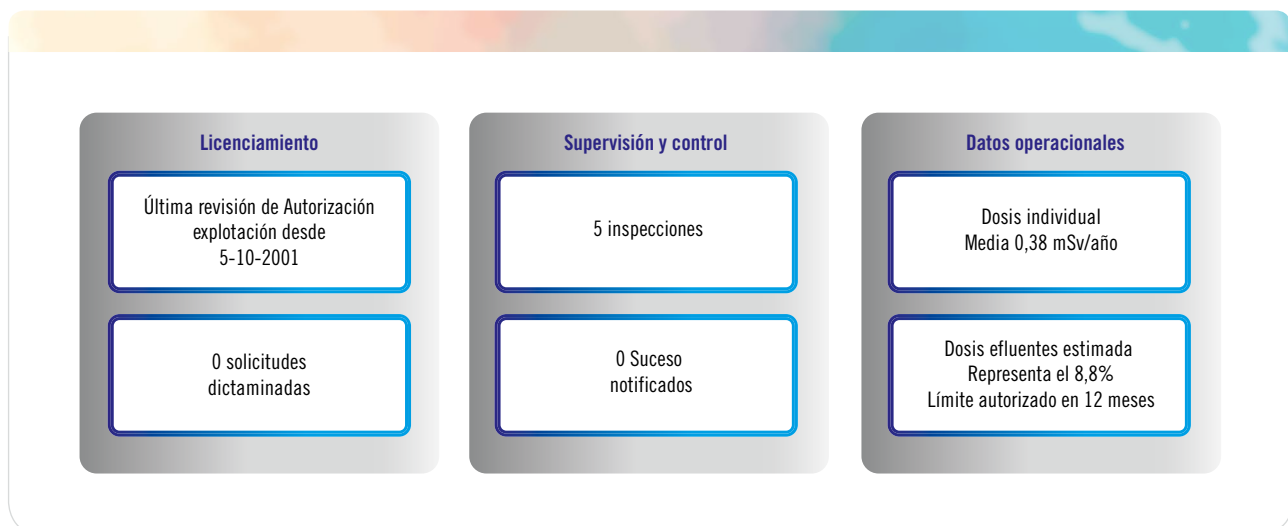 Licenciamiento
Última revisión de Autorización
explotación desde
5-10-2001
0 solicitudes
dictaminadas
Supervisión y control
5 inspecciones
0 Suceso
notificados
Datos operacionales
Dosis individual
Media 0,38 mSv/año
Dosis efluentes estimada
Representa el 8,8%
Límite autorizado en 12 meses